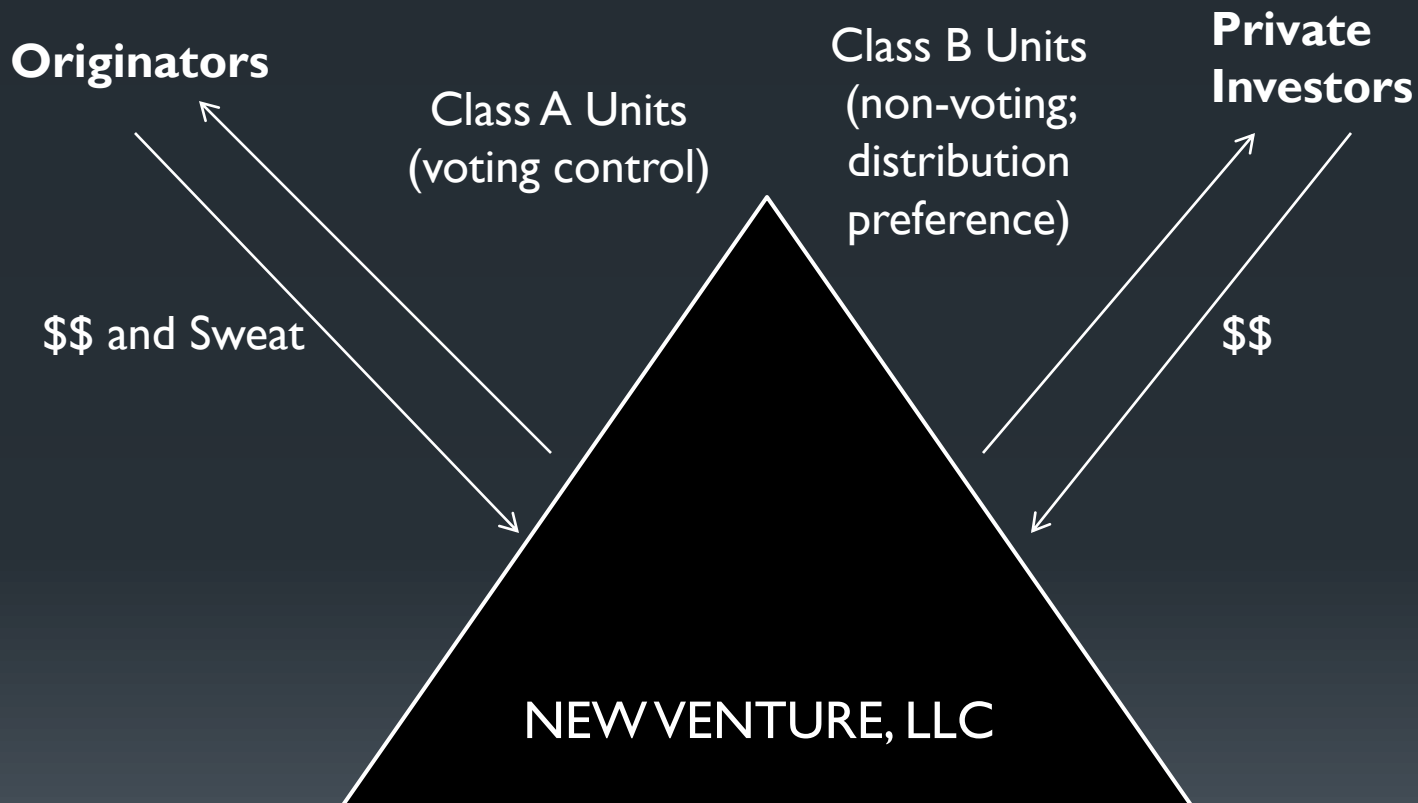 Originators
Class A Units
(voting control)
Class B Units
(non-voting;
distribution
preference)
Private
Investors
$$ and Sweat
$$
NEW VENTURE, LLC